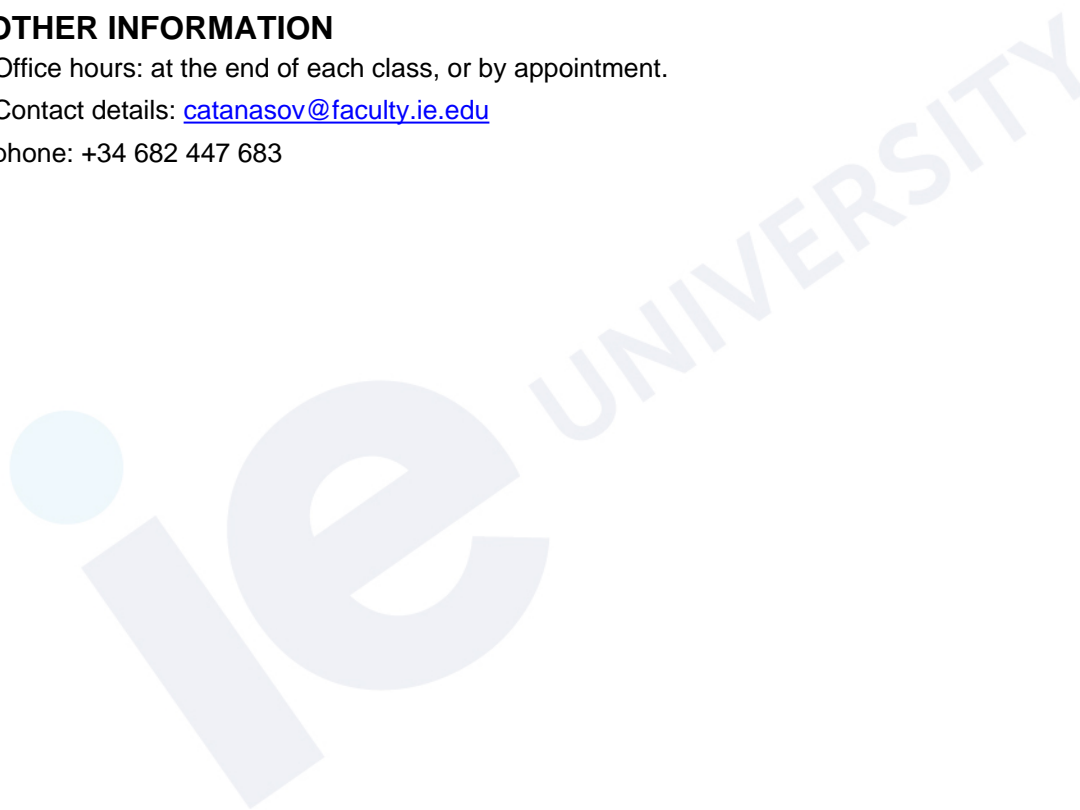 OTHER INFORMATION
Office hours: at the end of each class, or by appointment.
Contact details: catanasov@faculty.ie.edu
phone: +34 682 447 683
ie UNIVERSITY